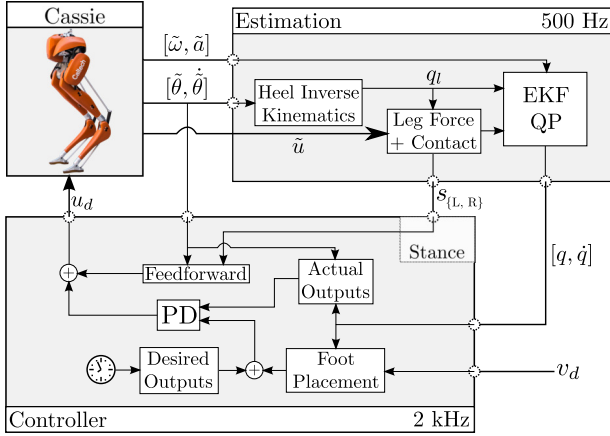 Cassie
Estimation 500 Hz
[ω̃, ã]
[θ̃, θ̃̇]
ũ
Heel Inverse
Kinematics
q_l
Leg Force
+ Contact
EKF
QP
u_d
s_{L, R}
[q, q̇]
Stance
Feedforward
Actual
Outputs
PD
Desired
Outputs
Foot
Placement
v_d
Controller 2 kHz